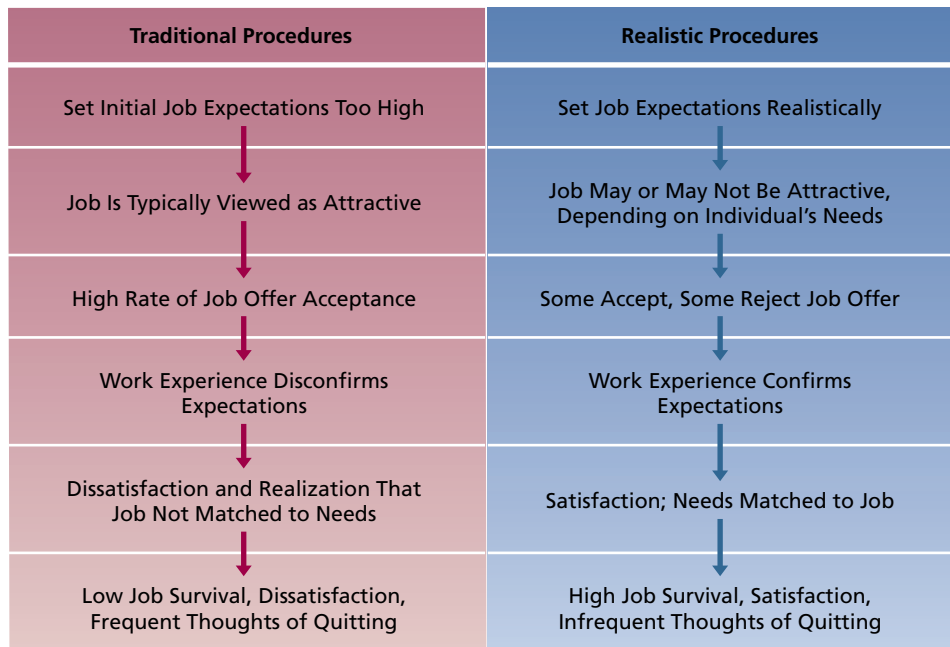 Traditional Procedures
Set Initial Job Expectations Too High
Job Is Typically Viewed as Attractive
High Rate of Job Offer Acceptance
Work Experience Disconfirms
Expectations
Dissatisfaction and Realization That
Job Not Matched to Needs
Low Job Survival, Dissatisfaction,
Frequent Thoughts of Quitting
Realistic Procedures
Set Job Expectations Realistically
Job May or May Not Be Attractive,
Depending on Individual’s Needs
Some Accept, Some Reject Job Offer
Work Experience Confirms
Expectations
Satisfaction; Needs Matched to Job
High Job Survival, Satisfaction,
Infrequent Thoughts of Quitting